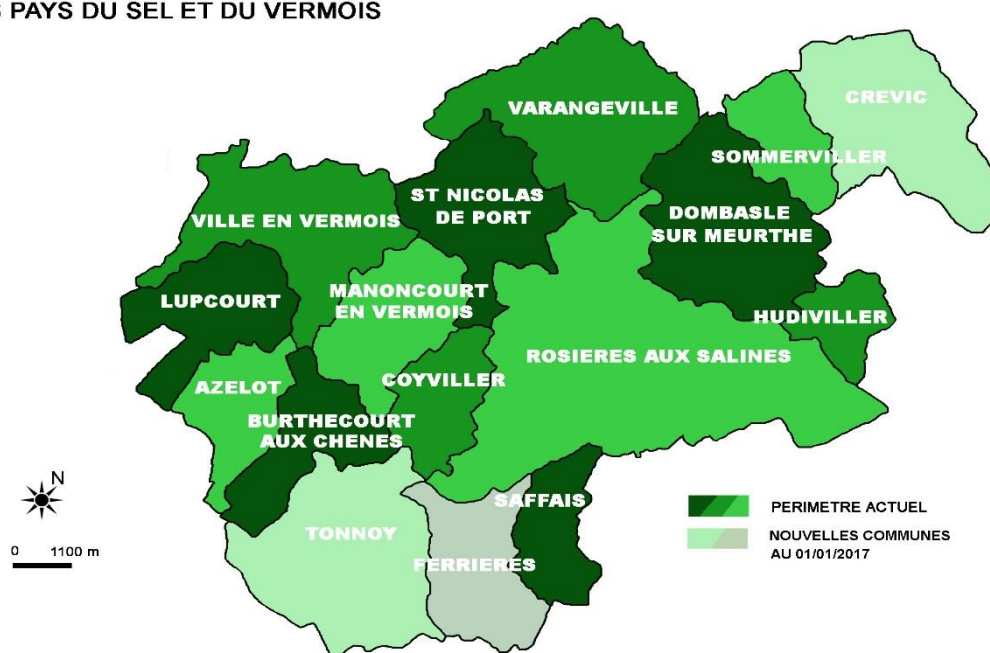 PAYS DU SEL ET DU VERMOIS
VARANGEVILLE
CREVIC
SOMMERVILLER
ST NICOLAS
DE PORT
DOMBASLE
SUR MEURTHE
VILLE EN VERMOIS
LUPCOURT
MANONCOURT
EN VERMOIS
HUDIVILLER
ROSIERES AUX SALINES
AZELOT
COYVILLER
BURTHECOURT
AUX CHENES
SAFFAIS
TONNOY
FERRIERES
N
0 1100 m
PERIMETRE ACTUEL
NOUVELLES COMMUNES
AU 01/01/2017